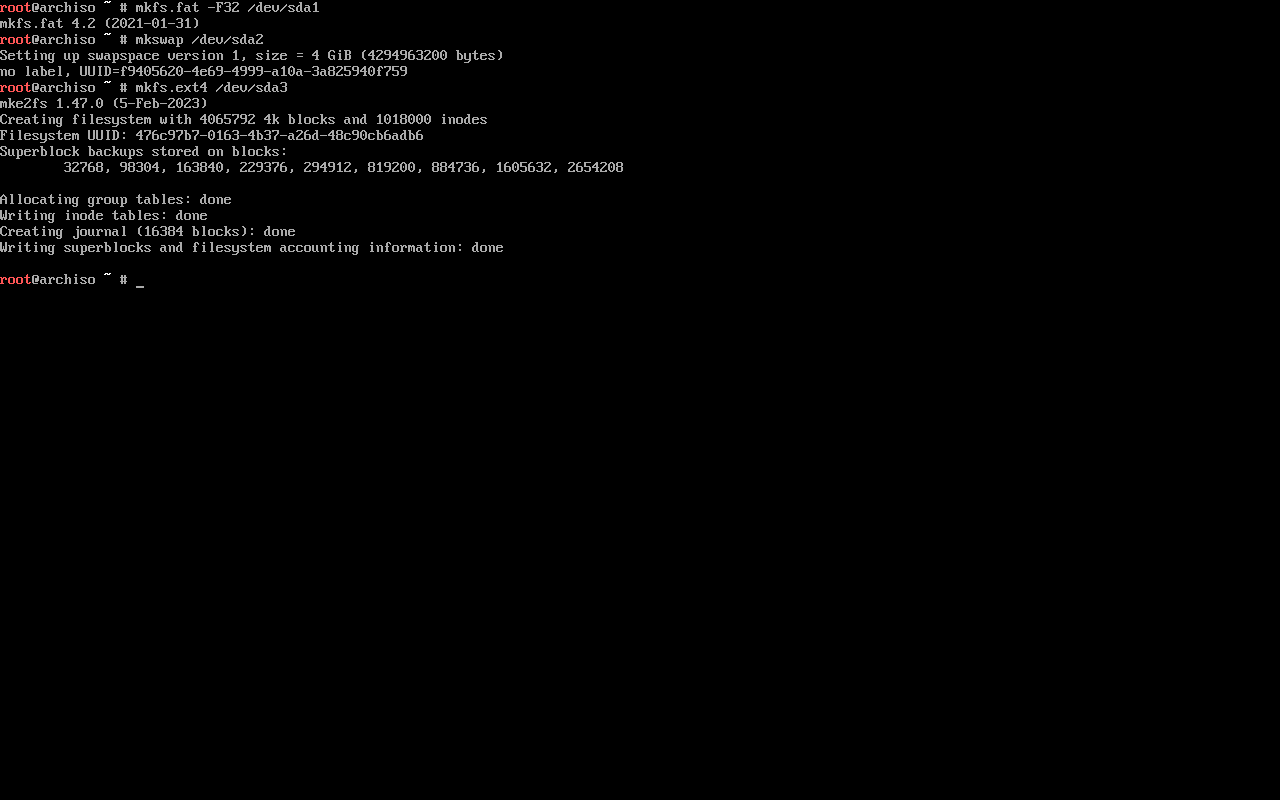 root@archiso ~ # mkfs.fat -F32 /dev/sda1
mkfs.fat 4.2 (2021-01-31)
root@archiso ~ # mkswap /dev/sda2
Setting up swapspace version 1, size = 4 GiB (4294963200 bytes)
no label, UUID=f9405620-4e69-4999-a10a-3a825940f759
root@archiso ~ # mkfs.ext4 /dev/sda3
mke2fs 1.47.0 (5-Feb-2023)
Creating filesystem with 4065792 4k blocks and 1018000 inodes
Filesystem UUID: 476c97b7-0163-4b37-a26d-48c90cb6adb6
Superblock backups stored on blocks:
        32768, 98304, 163840, 229376, 294912, 819200, 884736, 1605632, 2654208
Allocating group tables: done
Writing inode tables: done
Creating journal (16384 blocks): done
Writing superblocks and filesystem accounting information: done
root@archiso ~ # _